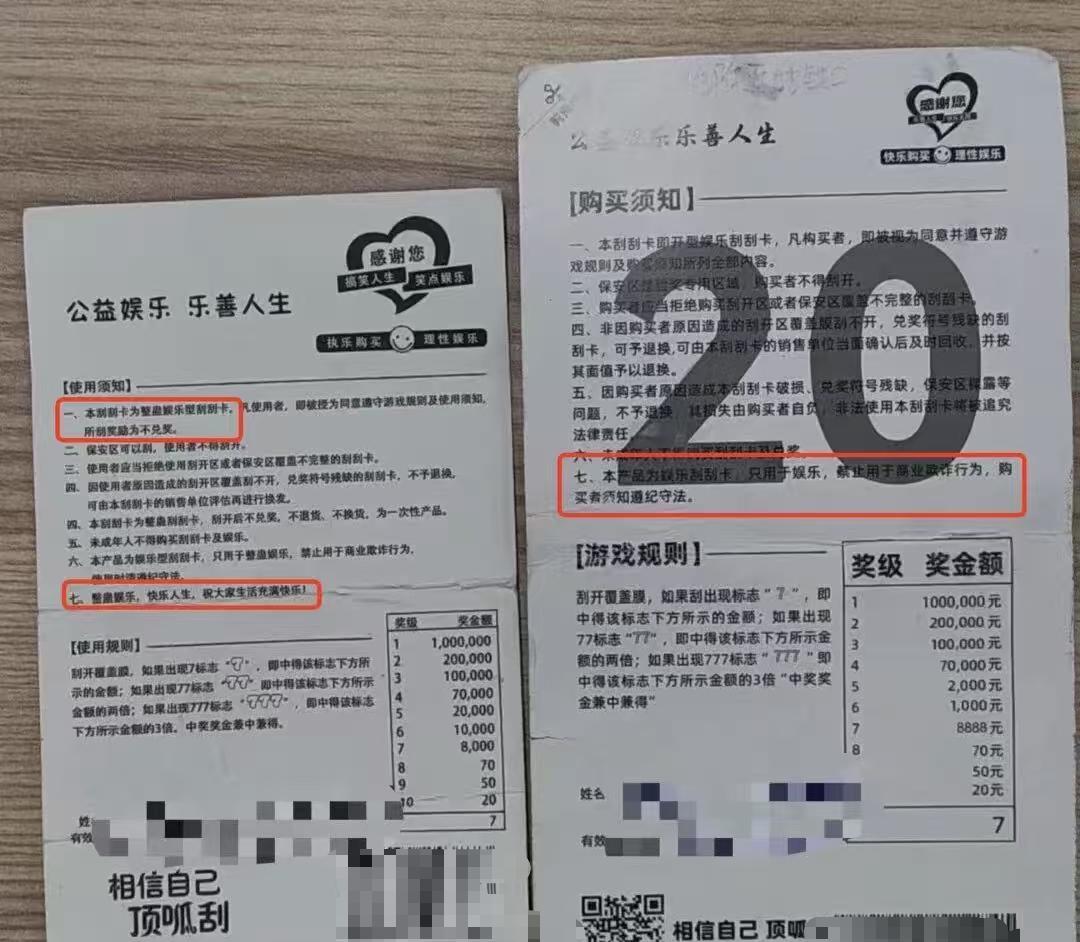 感谢您
搞笑人生 笑点娱乐
公益娱乐 乐善人生
快乐购买 理性娱乐
【使用须知】
一、本刮刮卡为整蛊娱乐型刮刮卡。凡使用者，即被授为同意遵守游戏规则及使用须知，
所刮奖励为不兑奖。
二、保安区可以刮，使用者不得刮开。
三、使用者应当拒绝使用刮开区或者保安区覆盖不完整的刮刮卡。
四、因使用者原因造成的刮开区覆盖刮不开，兑奖符号残缺的刮刮卡，不予退换，
可由本刮刮卡的销售单位评估再进行换发。
四、本刮刮卡为整蛊刮刮卡，刮开后不兑奖，不退货、不换货，为一次性产品。
五、未成年人不得购买刮刮卡及娱乐。
六、本产品为娱乐型刮刮卡，只用于整蛊娱乐，禁止用于商业欺诈行为，
使用时请遵纪守法。
七、整蛊娱乐，快乐人生，祝大家生活充满快乐！
【使用规则】
刮开覆盖膜，如果出现7标志“7”，即中得该标志下方所
示的金额；如果出现77标志“77”即中得该标志下方所示
金额的两倍；如果出现777标志“777”，即中得该标志
下方所示金额的3倍。中奖奖金兼中兼得。
奖级 奖金额
1 1,000,000
2 200,000
3 100,000
4 70,000
5 20,000
6 10,000
7 8,000
8 70
9 50
10 20
7
姓
有效
相信自己
顶呱刮
感谢您
公益娱乐乐善人生
快乐购买 理性娱乐
20
【购买须知】
一、本刮刮卡即开型娱乐刮刮卡，凡构买者，即被视为同意并遵守游
戏规则及购买须知所列全部内容。
二、保安区是验奖专用区域，购买者不得刮开。
三、购买者应当拒绝购买刮开区或者保安区覆盖不完整的刮刮卡。
四、非因购买者原因造成的刮开区覆盖膜刮不开，兑奖符号残缺的刮
刮卡，可予退换,可由本刮刮卡的销售单位当面确认后及时回收，并按
其面值予以退换。
五、因购买者原因造成本刮刮卡破损、兑奖符号残缺，保安区裸露等
问题，不予退换，其损失由购买者自负，非法使用本刮刮卡将被追究
法律责任。
六、未成年人不得购买刮刮卡及兑奖。
七、本产品为娱乐刮刮卡，只用于娱乐，禁止用于商业欺诈行为，购
买者须知遵纪守法。
【游戏规则】
刮开覆盖膜，如果刮出现标志“7”，即
中得该标志下方所示的金额；如果出现
77标志“77”，即中得该标志下方所示金
额的两倍；如果出现777标志“777”即
中得该标志下方所示金额的3倍“中奖奖
金兼中兼得”
奖级 奖金额
1 1000,000元
2 200,000元
3 100,000元
4 70,000元
5 2,000元
6 1,000元
7 8888元
8 70元
50元
20元
7
姓名
有效
相信自己 顶呱